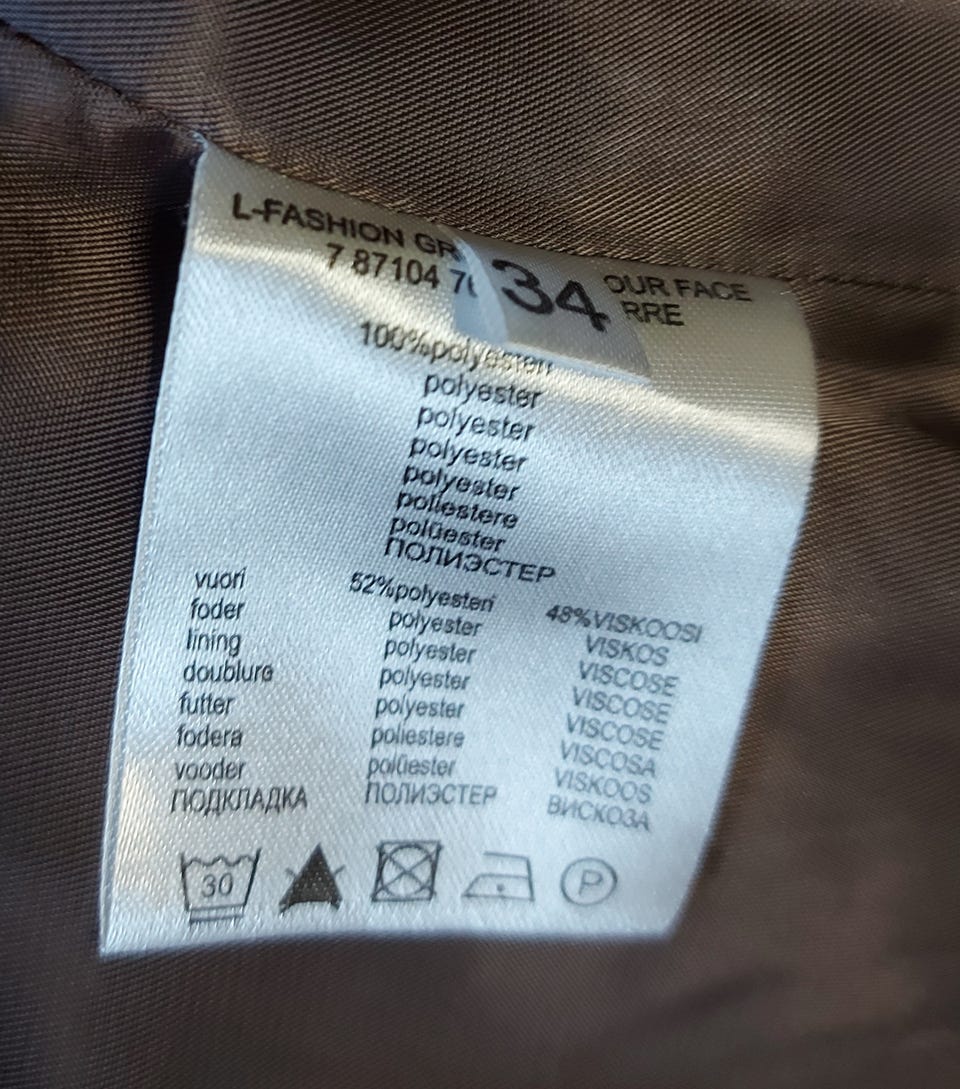 L-FASHION GR 34 OUR FACE
7 87104 RRE
100%polyesteri
polyester
polyester
polyester
polyester
poliestere
polüester
ПОЛИЭСТЕР
vuori 52%polyesteri 48%VISKOOSI
foder polyester VISKOS
lining polyester VISCOSE
doublure polyester VISCOSE
futter polyester VISCOSE
fodera poliestere VISCOSA
vooder polüester VISKOOS
ПОДКЛАДКА ПОЛИЭСТЕР ВИСКОЗА
30 P